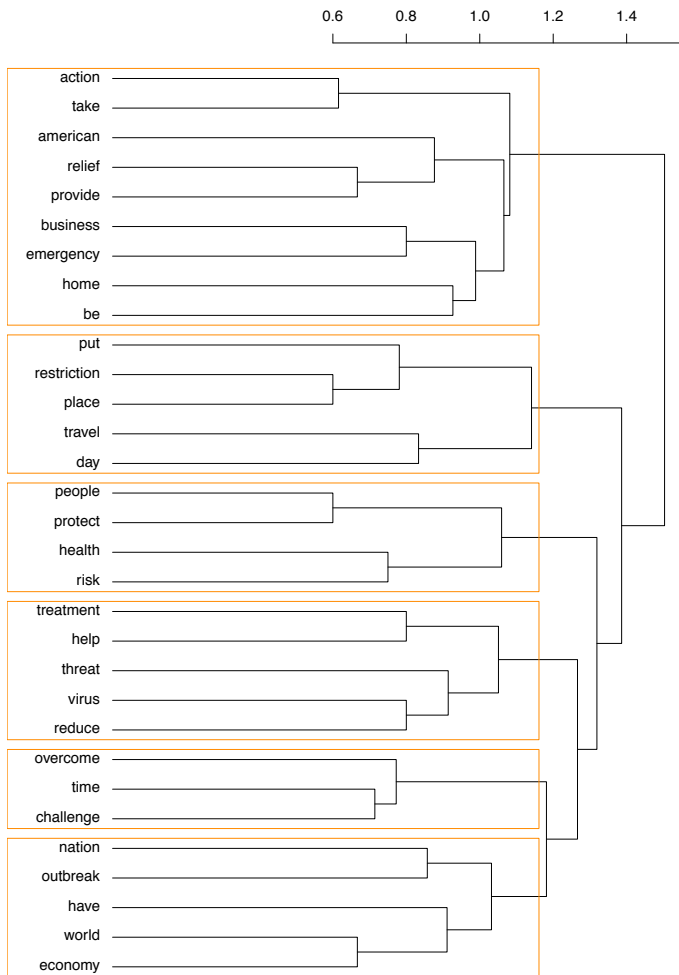 0.6 0.8 1.0 1.2 1.4
action
take
american
relief
provide
business
emergency
home
be
put
restriction
place
travel
day
people
protect
health
risk
treatment
help
threat
virus
reduce
overcome
time
challenge
nation
outbreak
have
world
economy